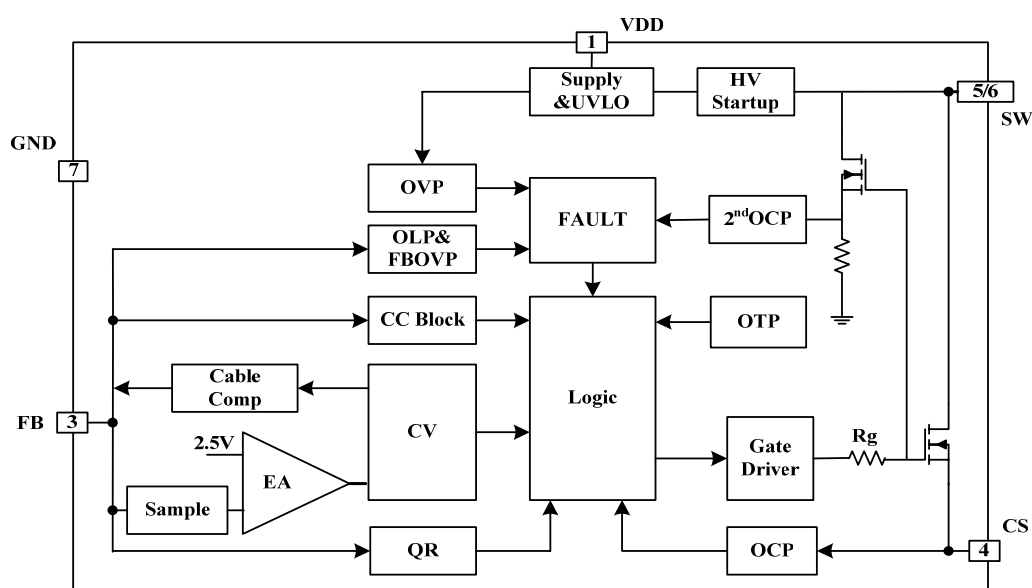 VDD
1
Supply
&UVLO
HV
Startup
5/6
SW
GND
7
OVP
FAULT
2ndOCP
OLP&
FBOVP
CC Block
OTP
Cable
Comp
Logic
FB
3
CV
2.5V
EA
Gate
Driver
Rg
Sample
QR
OCP
CS
4